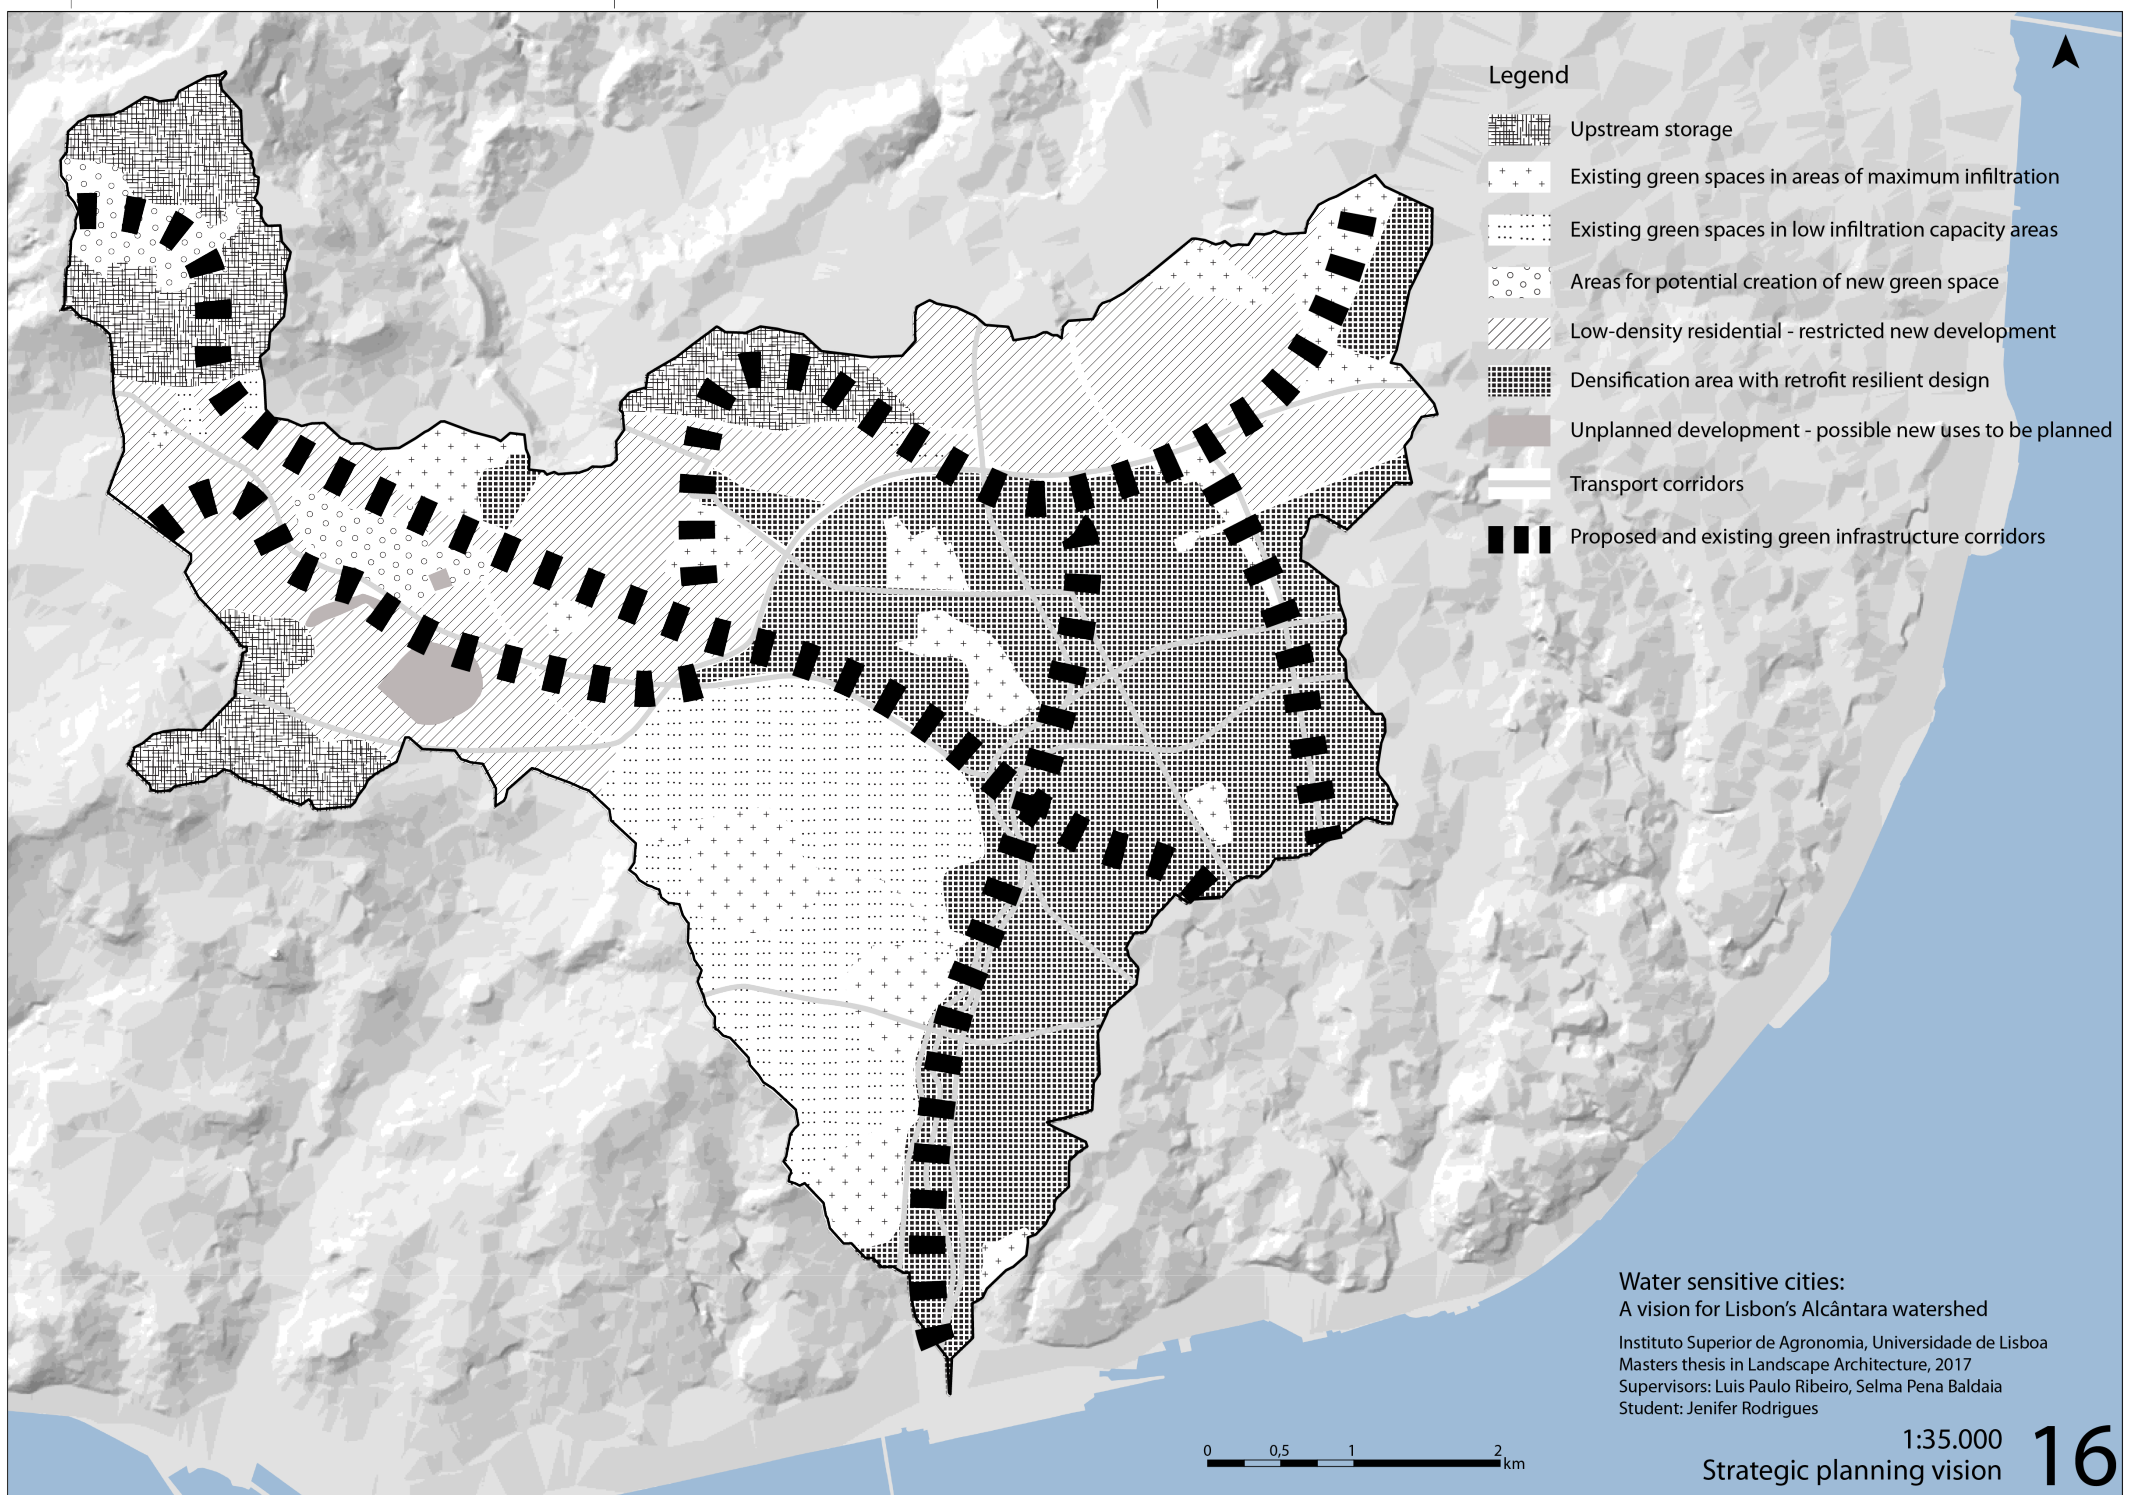 Legend
Upstream storage
Existing green spaces in areas of maximum infiltration
Existing green spaces in low infiltration capacity areas
Areas for potential creation of new green space
Low-density residential - restricted new development
Densification area with retrofit resilient design
Unplanned development - possible new uses to be planned
Transport corridors
Proposed and existing green infrastructure corridors
Water sensitive cities:
A vision for Lisbon's Alcântara watershed
Instituto Superior de Agronomia, Universidade de Lisboa
Masters thesis in Landscape Architecture, 2017
Supervisors: Luis Paulo Ribeiro, Selma Pena Baldaia
Student: Jenifer Rodrigues
0 0,5 1 2
km
1:35.000
Strategic planning vision
16